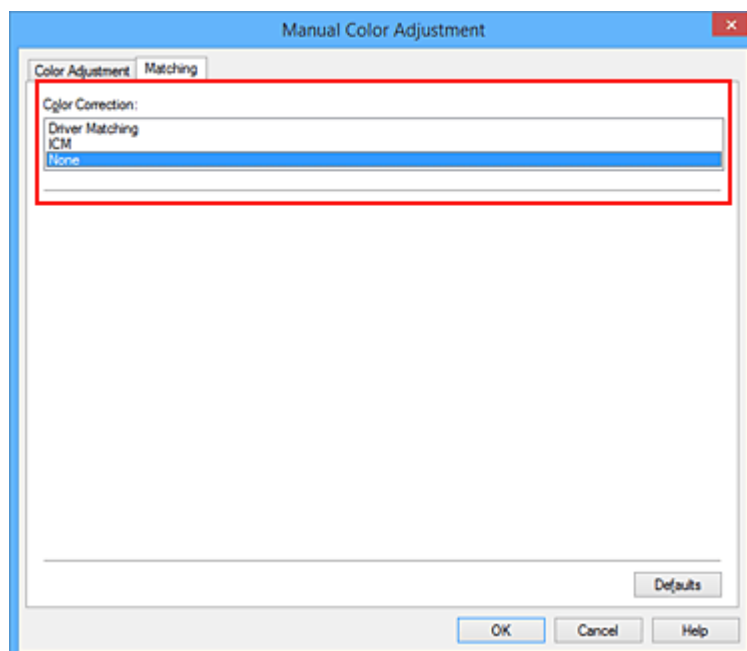 Manual Color Adjustment
Color Adjustment Matching
Color Correction:
Driver Matching
ICM
None
Defaults
OK Cancel Help